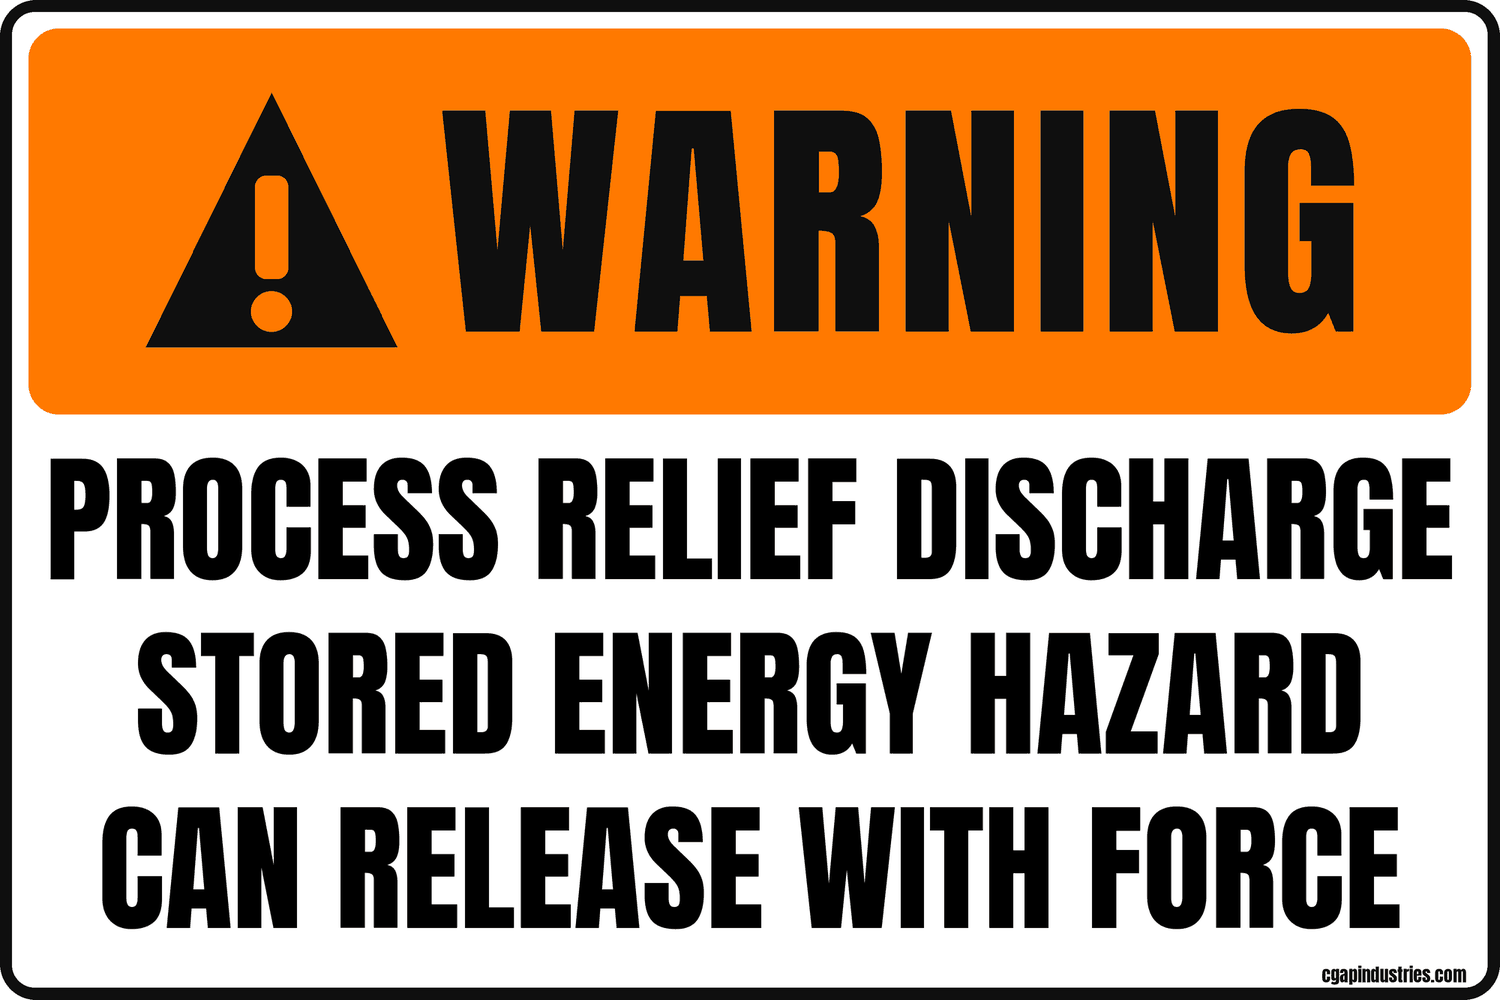 WARNING
PROCESS RELIEF DISCHARGE
STORED ENERGY HAZARD
CAN RELEASE WITH FORCE
cgapindustries.com